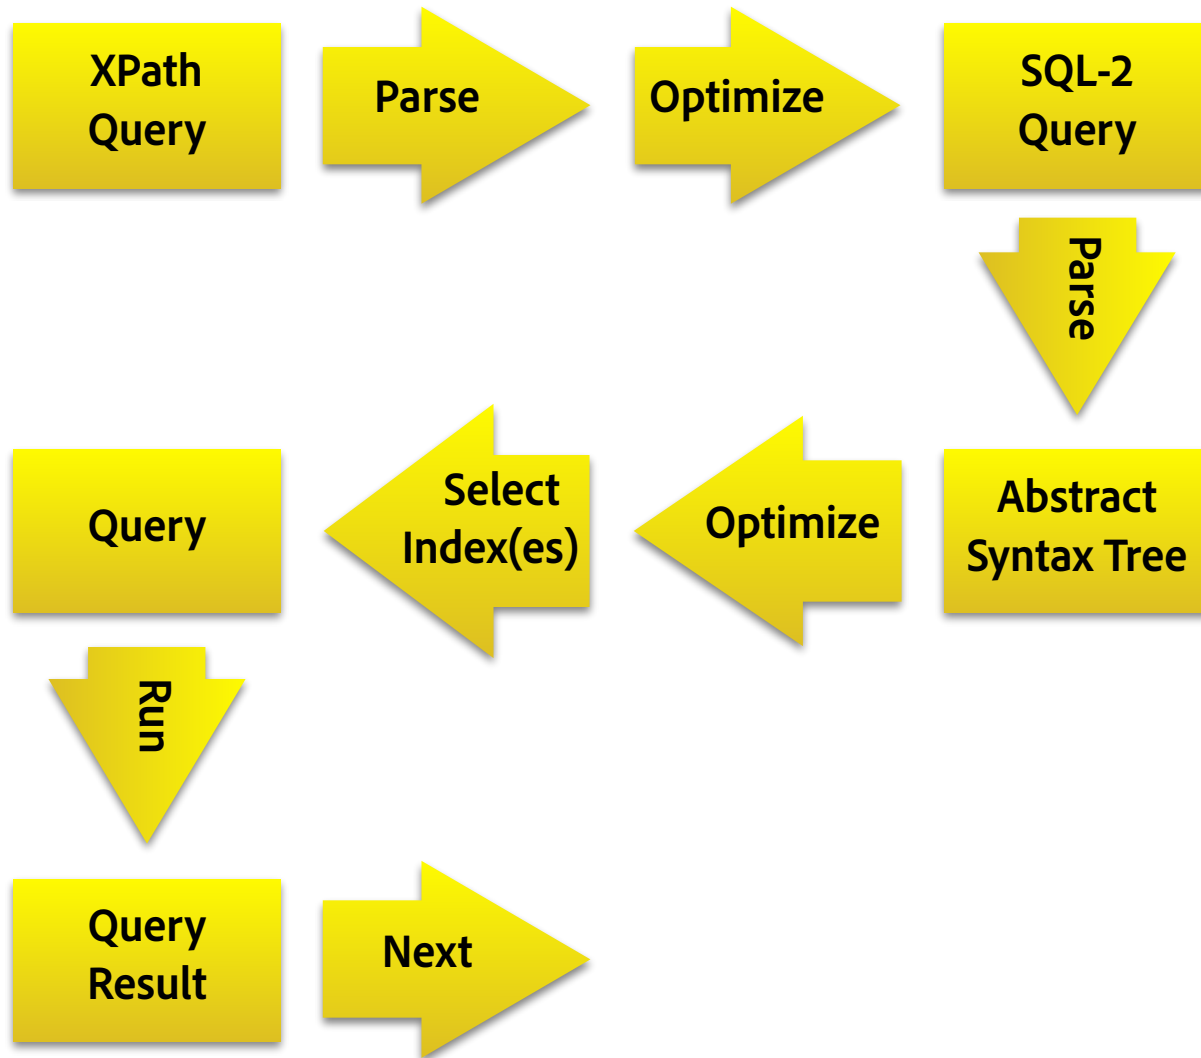 XPath
Query
Parse
Optimize
SQL-2
Query
Parse
Abstract
Syntax Tree
Optimize
Select
Index(es)
Query
Run
Query
Result
Next